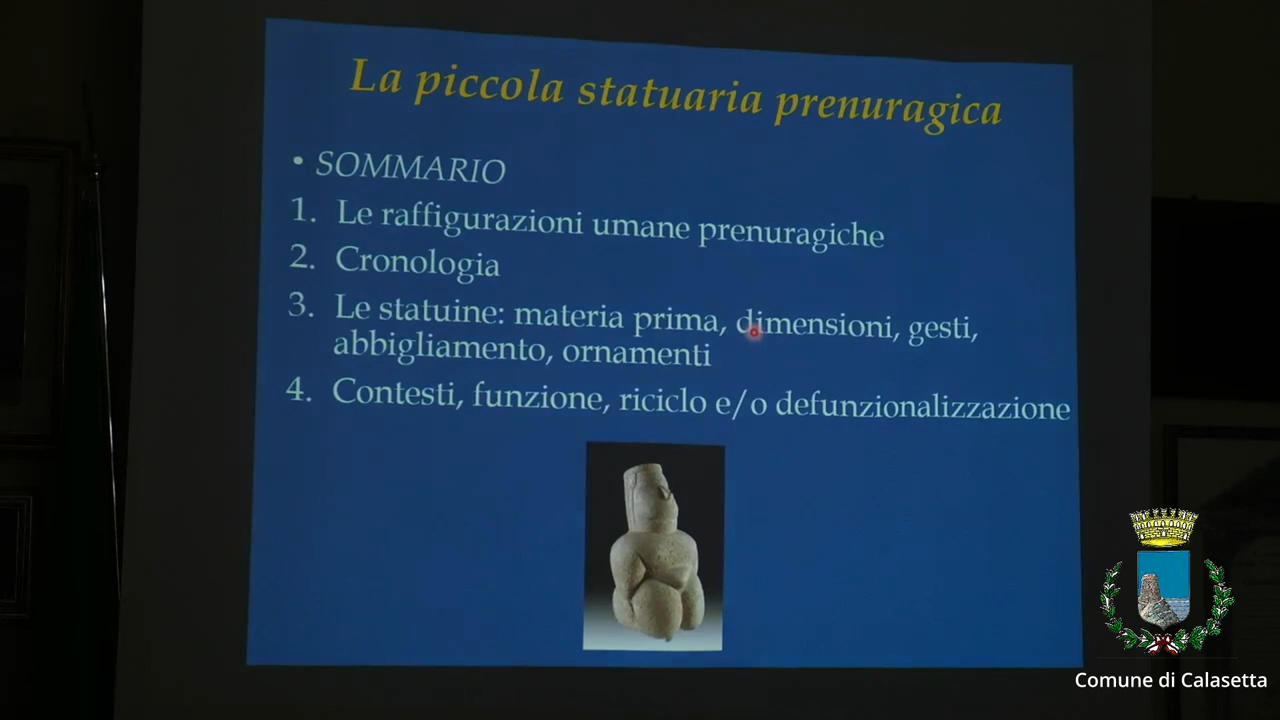 La piccola statuaria prenuragica
• SOMMARIO
1. Le raffigurazioni umane prenuragiche
2. Cronologia
3. Le statuine: materia prima, dimensioni, gesti,
abbigliamento, ornamenti
4. Contesti, funzione, riciclo e/o defunzionalizzazione
Comune di Calasetta